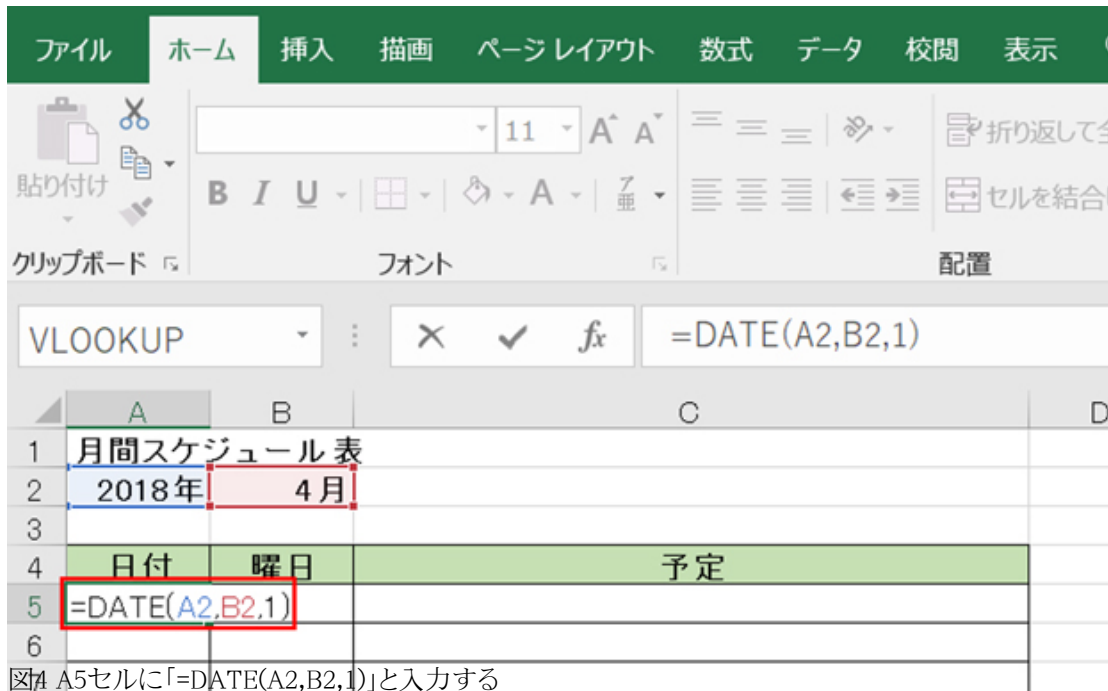 ファイル ホーム 挿入 描画 ページ レイアウト 数式 データ 校閲 表示
11 A A 折り返して全
貼り付け B I U A ア亜 セルを結合
クリップボード フォント 配置
VLOOKUP fx =DATE(A2,B2,1)
A B C D
1 月間スケジュール表
2 2018年 4月
3
4 日付 曜日 予定
5 =DATE(A2,B2,1)
6
図4 A5セルに「=DATE(A2,B2,1)」と入力する